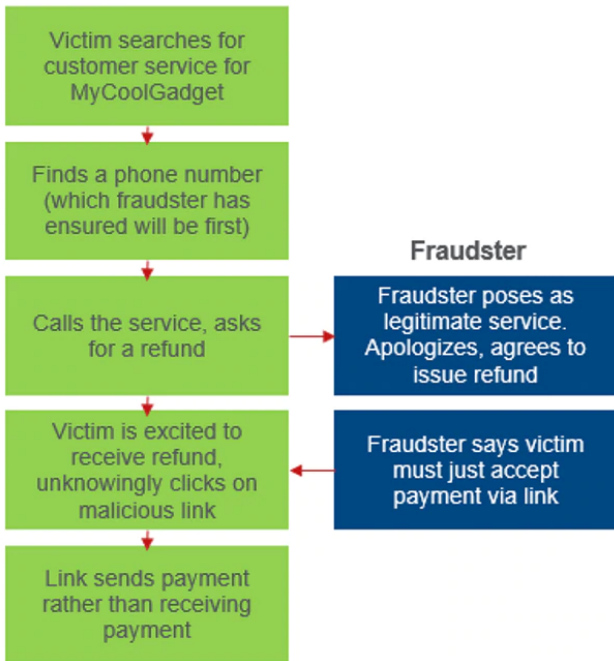 Victim searches for
customer service for
MyCoolGadget
Finds a phone number
(which fraudster has
ensured will be first)
Fraudster
Calls the service, asks
for a refund
Fraudster poses as
legitimate service.
Apologizes, agrees to
issue refund
Victim is excited to
receive refund,
unknowingly clicks on
malicious link
Fraudster says victim
must just accept
payment via link
Link sends payment
rather than receiving
payment